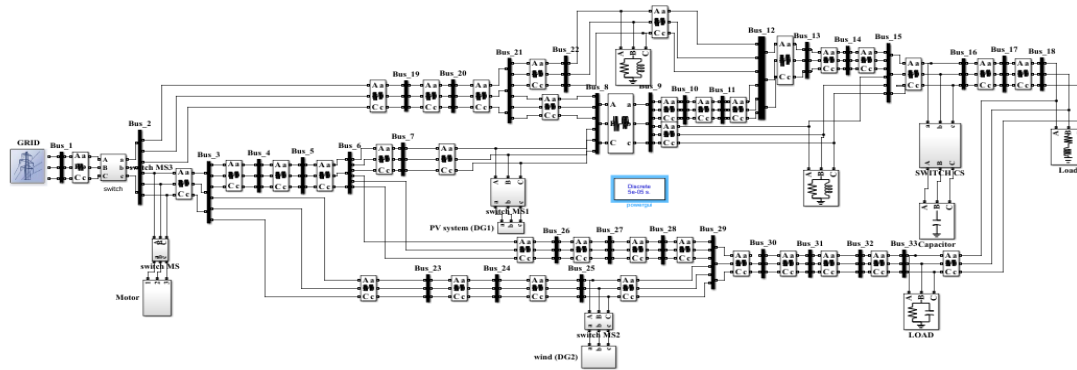 GRID
Bus_1
switch
Bus_2
switch MS3
switch MS
Motor
Bus_3
Bus_4
Bus_5
Bus_6
Bus_7
Bus_19
Bus_20
Bus_21
Bus_22
Bus_8
Bus_9
Bus_10
Bus_11
Bus_12
Bus_13
Bus_14
Bus_15
Bus_16
Bus_17
Bus_18
Load
SWITCH CS
Capacitor
Discrete
5e-05 s.
powergui
switch MS1
PV system (DG1)
Bus_23
Bus_24
Bus_25
switch MS2
wind (DG2)
Bus_26
Bus_27
Bus_28
Bus_29
Bus_30
Bus_31
Bus_32
Bus_33
LOAD